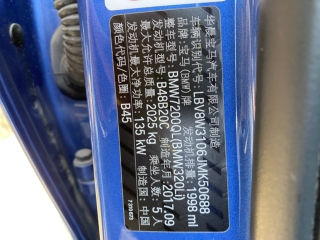 华晨宝马汽车有限公司制造
车辆识别代号：LBV8W3106JMK50688
品牌：宝马(BMW)牌
整车型号：BMW7200QL(BMW320Li)
发动机型号：B48B20C 发动机排量：1998 ml
最大允许总质量：2025 kg 制造年月：2017.09
发动机最大净功率：135 kW 乘坐人数：5人
颜色代码/色圈：B45 制造国：中国